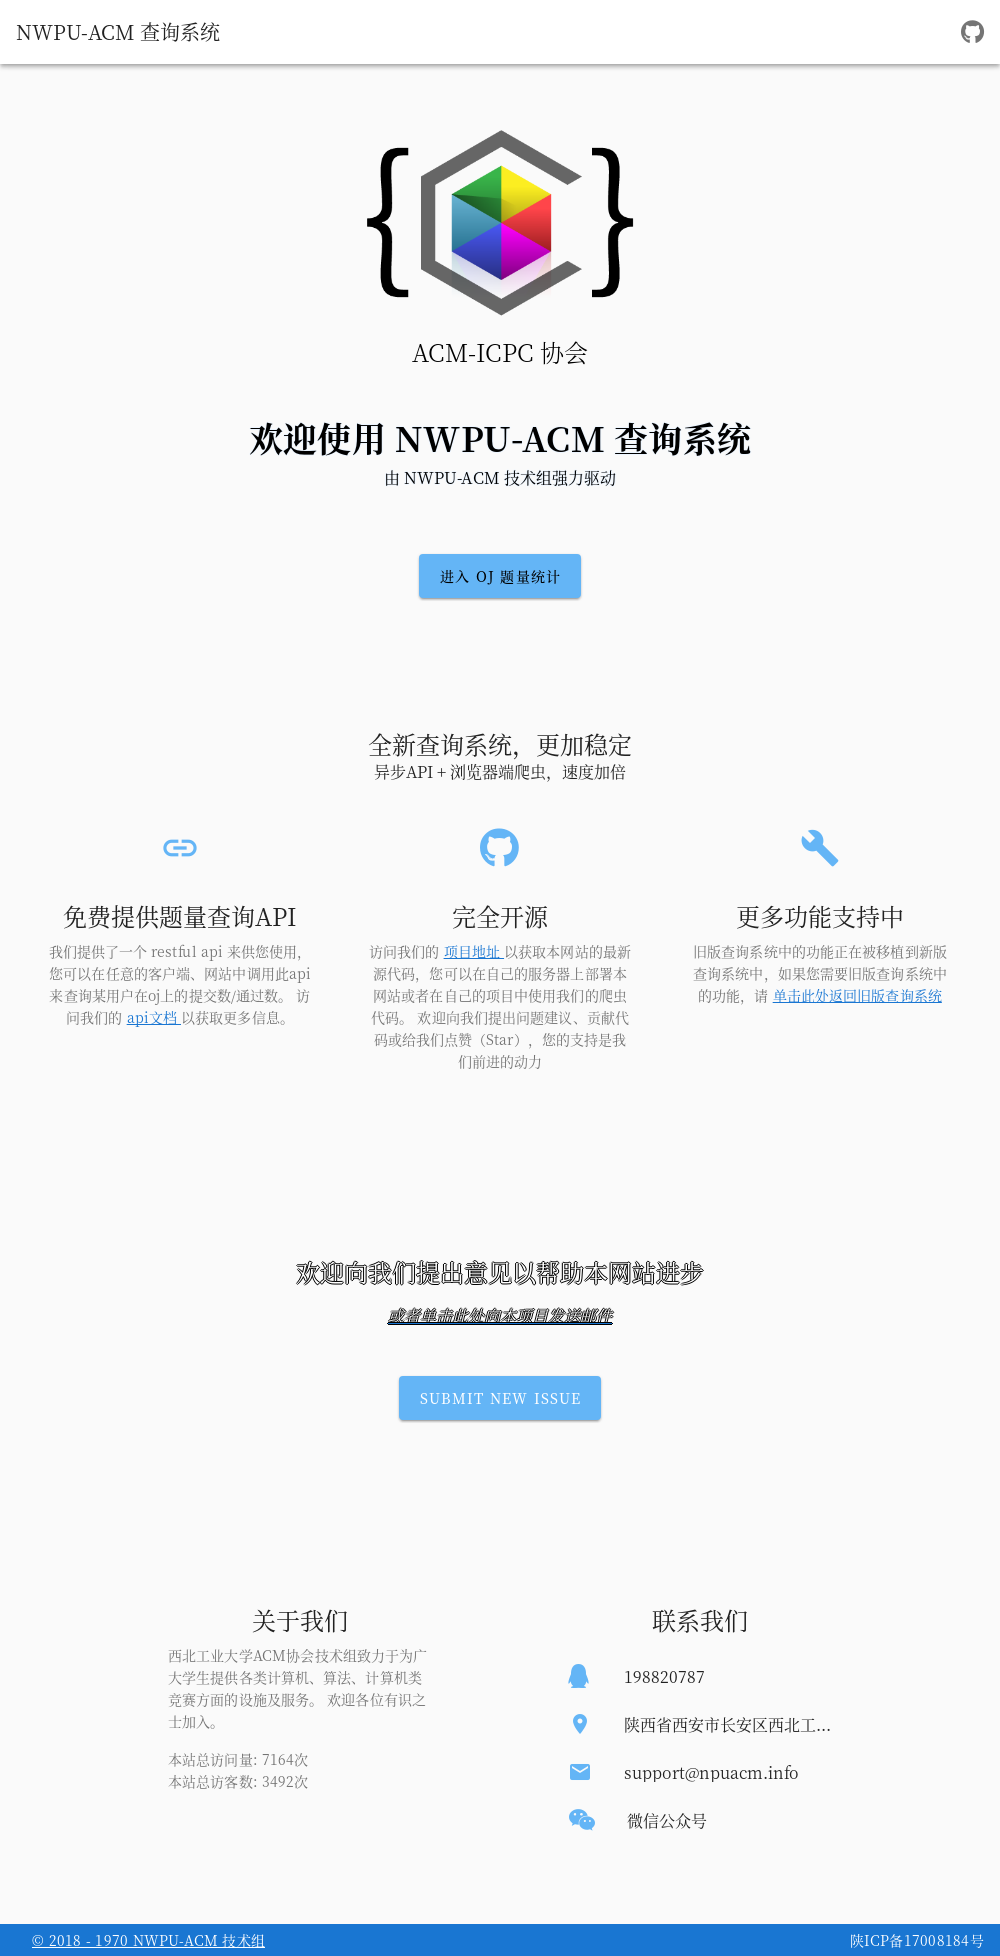 NWPU-ACM 查询系统
ACM-ICPC 协会
欢迎使用 NWPU-ACM 查询系统
由 NWPU-ACM 技术组强力驱动
进入 OJ 题量统计
全新查询系统，更加稳定
异步API + 浏览器端爬虫，速度加倍
免费提供题量查询API
我们提供了一个 restful api 来供您使用，
您可以在任意的客户端、网站中调用此api
来查询某用户在oj上的提交数/通过数。 访
问我们的 api文档 以获取更多信息。
完全开源
访问我们的 项目地址 以获取本网站的最新
源代码，您可以在自己的服务器上部署本
网站或者在自己的项目中使用我们的爬虫
代码。 欢迎向我们提出问题建议、贡献代
码或给我们点赞（Star），您的支持是我
们前进的动力
更多功能支持中
旧版查询系统中的功能正在被移植到新版
查询系统中，如果您需要旧版查询系统中
的功能，请 单击此处返回旧版查询系统
欢迎向我们提出意见以帮助本网站进步
或者单击此处向本项目发送邮件
SUBMIT NEW ISSUE
关于我们
西北工业大学ACM协会技术组致力于为广
大学生提供各类计算机、算法、计算机类
竞赛方面的设施及服务。 欢迎各位有识之
士加入。
本站总访问量: 7164次
本站总访客数: 3492次
联系我们
198820787
陕西省西安市长安区西北工...
support@npuacm.info
微信公众号
© 2018 - 1970 NWPU-ACM 技术组
陕ICP备17008184号